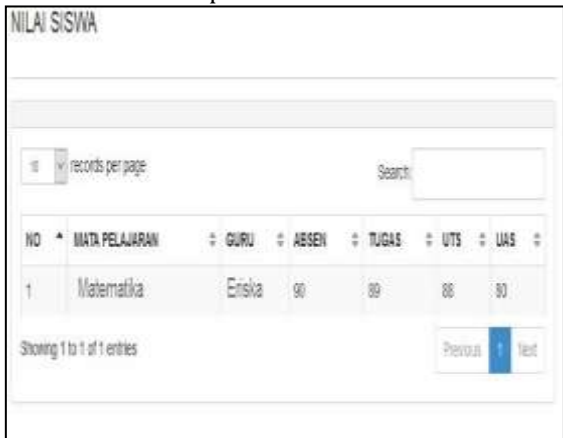 NILAI SISWA
10 records per page
Search:
NO MATA PELAJARAN GURU ABSEN TUGAS UTS UAS
1 Matematika Eriska 90 89 88 80
Showing 1 to 1 of 1 entries
Previous 1 Next